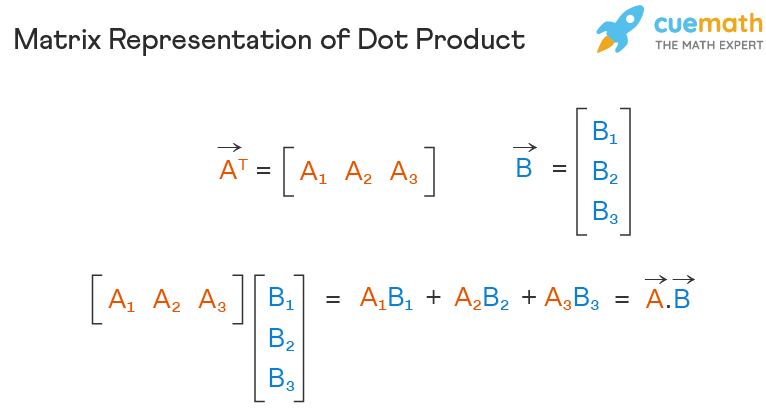 Matrix Representation of Dot Product
cuemath
THE MATH EXPERT
A⃗ᵀ = [ A₁ A₂ A₃ ] B⃗ = [ B₁
B₂
B₃ ]
[ A₁ A₂ A₃ ] [ B₁ = A₁B₁ + A₂B₂ + A₃B₃ = A⃗.B⃗
B₂
B₃ ]